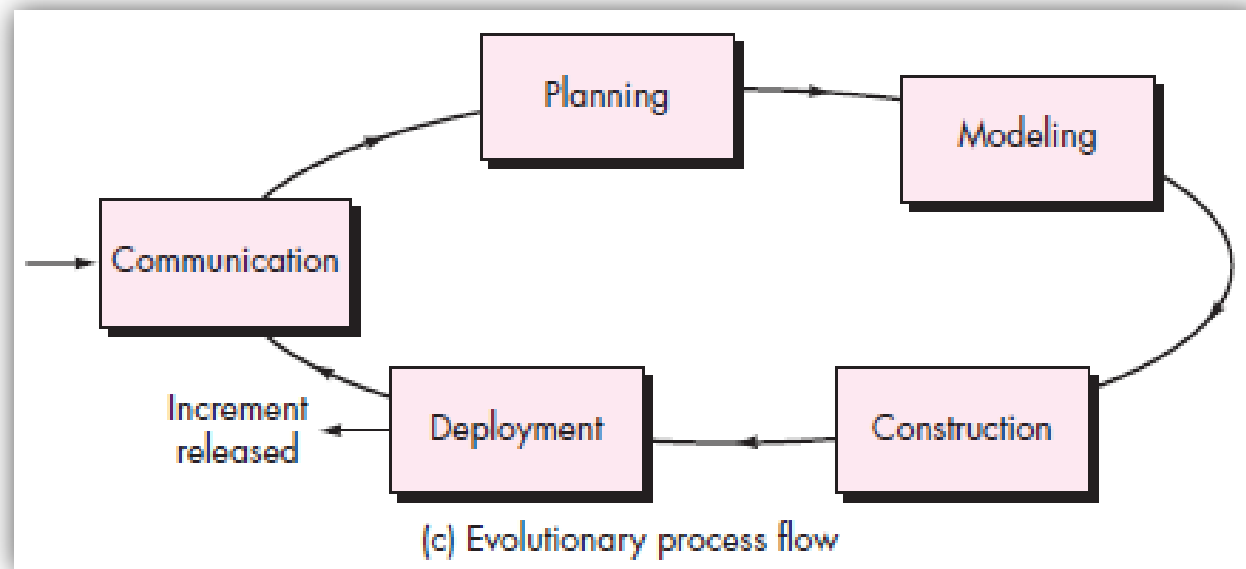 Planning
Modeling
Communication
Increment
released
Deployment
Construction
(c) Evolutionary process flow